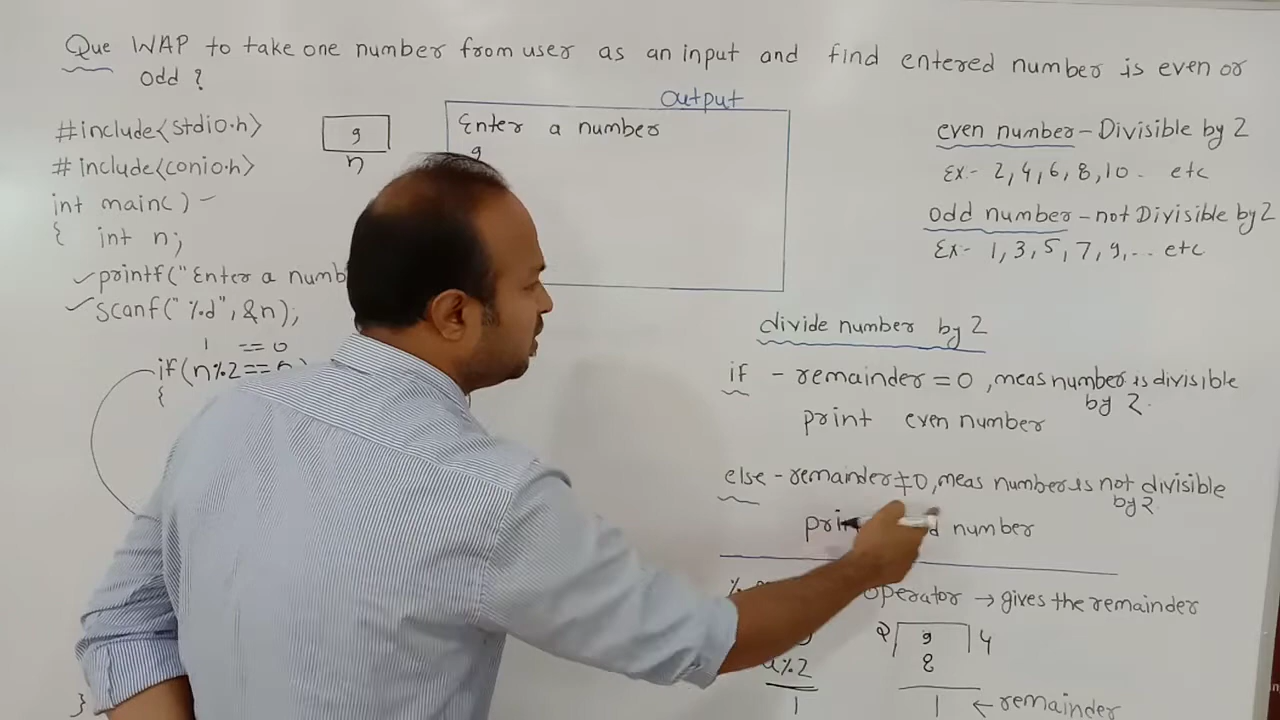 Que WAP to take one number from user as an input and find entered number is even or
odd ?
#include<stdio.h>
#include<conio.h>
int main()
{ int n;
printf("Enter a numb
scanf("%d",&n);
1 == 0
if(n%2==0)
{
}
9
n
Output
Enter a number
9
even number - Divisible by 2
Ex:- 2,4,6,8,10. etc
odd number - not Divisible by 2
Ex- 1,3,5,7,9,... etc
divide number by 2
if - remainder = 0 ,meas number is divisible
by 2.
print even number
else - remainder ≠ 0 ,meas number is not divisible
by 2.
number
% operator → gives the remainder
9%2
1
2 9 4
8
1 ← remainder